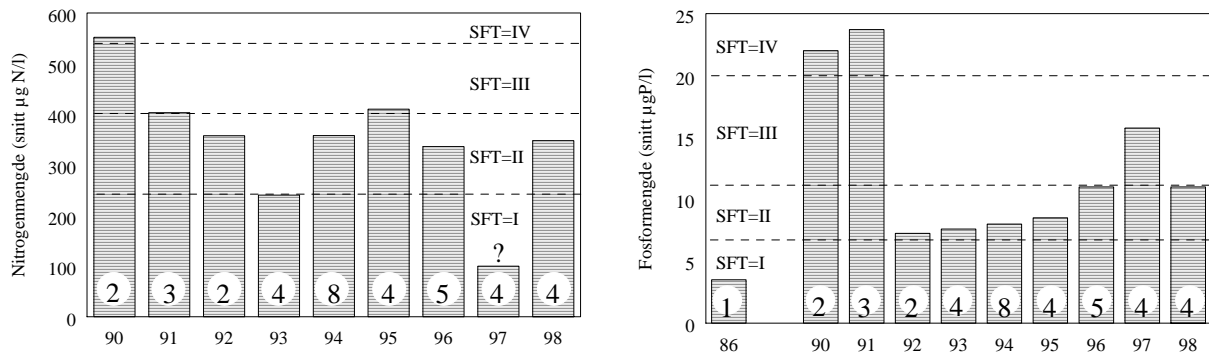 Nitrogenmengde (snitt µg N/l)
600
500
400
300
200
100
0
SFT=IV
SFT=III
SFT=II
SFT=I
?
2 3 2 4 8 4 5 4 4
90 91 92 93 94 95 96 97 98
Fosformengde (snitt µgP/l)
25
20
15
10
5
0
SFT=IV
SFT=III
SFT=II
SFT=I
1 2 3 2 4 8 4 5 4 4
86 90 91 92 93 94 95 96 97 98